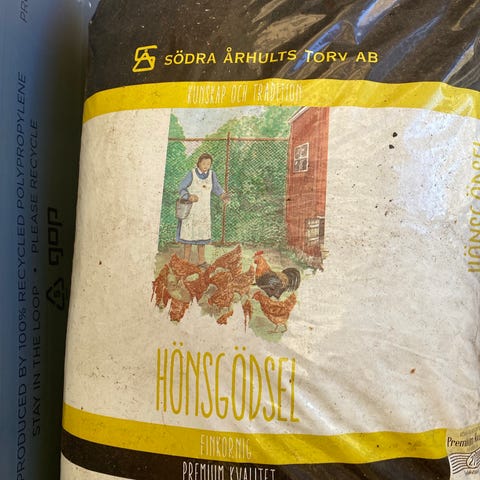 SÖDRA ÅRHULTS TORV AB
KUNSKAP OCH TRADITION
HÖNSGÖDSEL
FINKORNIG
PREMIUM KVALITET
HÖNSGÖDSEL
Premium
PRODUCED BY 100% RECYCLED POLYPROPYLENE
STAY IN THE LOOP • PLEASE RECYCLE